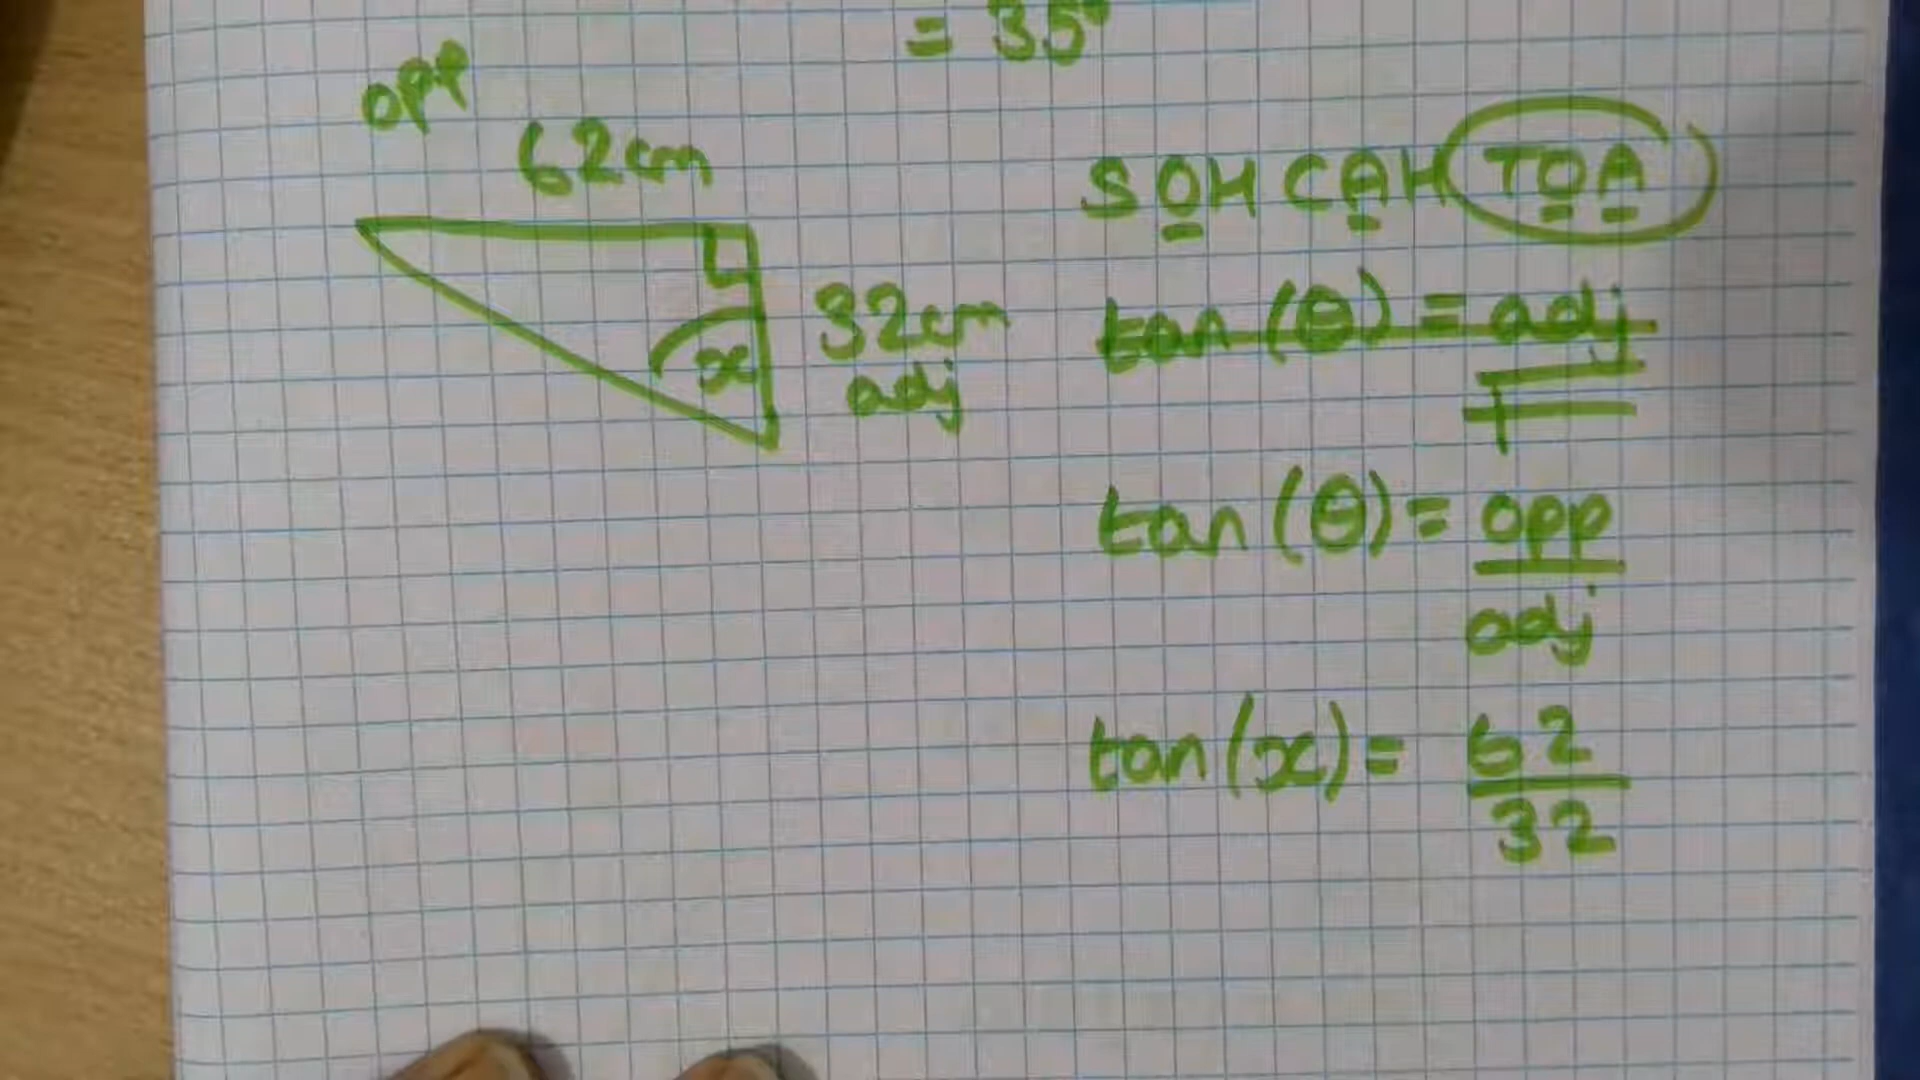 = 35°
opp
62cm
SOH CAH TOA
tan (θ) = adj
32cm
x
adj
tan (θ) = opp
adj
tan (x) = 62
32